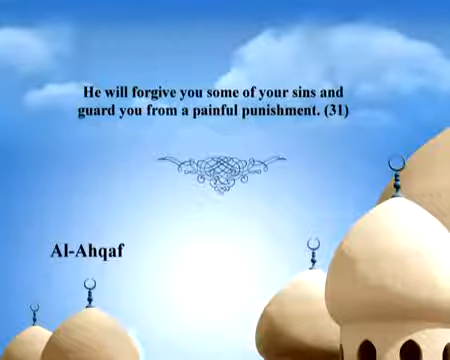 He will forgive you some of your sins and
guard you from a painful punishment. (31)
Al-Ahqaf